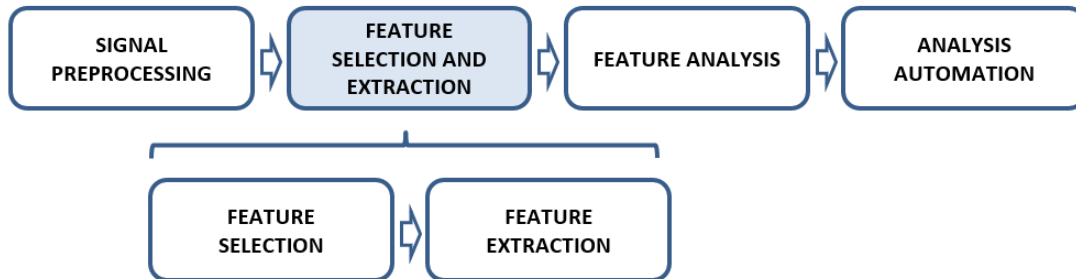 SIGNAL
PREPROCESSING
FEATURE
SELECTION AND
EXTRACTION
FEATURE ANALYSIS
ANALYSIS
AUTOMATION
FEATURE
SELECTION
FEATURE
EXTRACTION